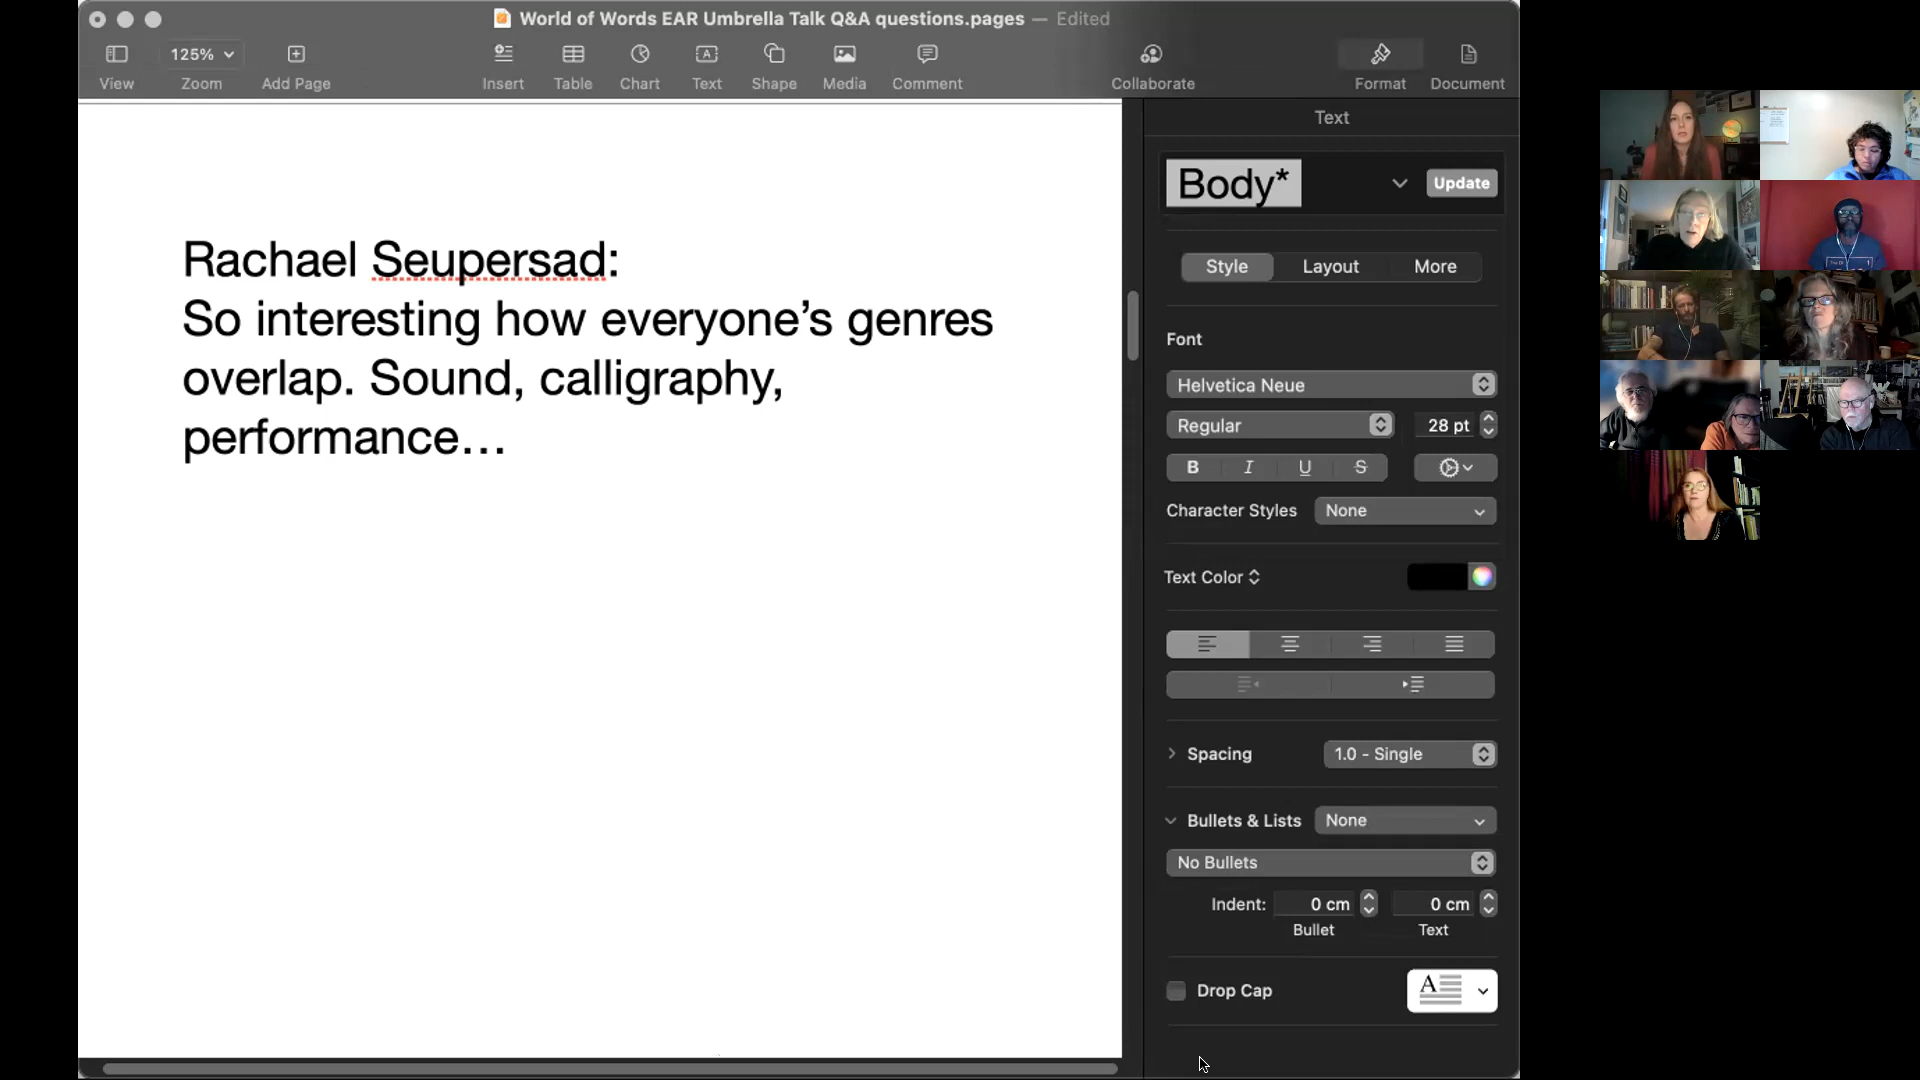 World of Words EAR Umbrella Talk Q&A questions.pages — Edited
125%
View
Zoom
Add Page
Insert
Table
Chart
Text
Shape
Media
Comment
Collaborate
Format
Document
Rachael Seupersad:
So interesting how everyone’s genres
overlap. Sound, calligraphy,
performance…
Text
Body*
Update
Style
Layout
More
Font
Helvetica Neue
Regular
28 pt
B I U S
Character Styles
None
Text Color
Spacing
1.0 - Single
Bullets & Lists
None
No Bullets
Indent:
0 cm
0 cm
Bullet
Text
Drop Cap
A